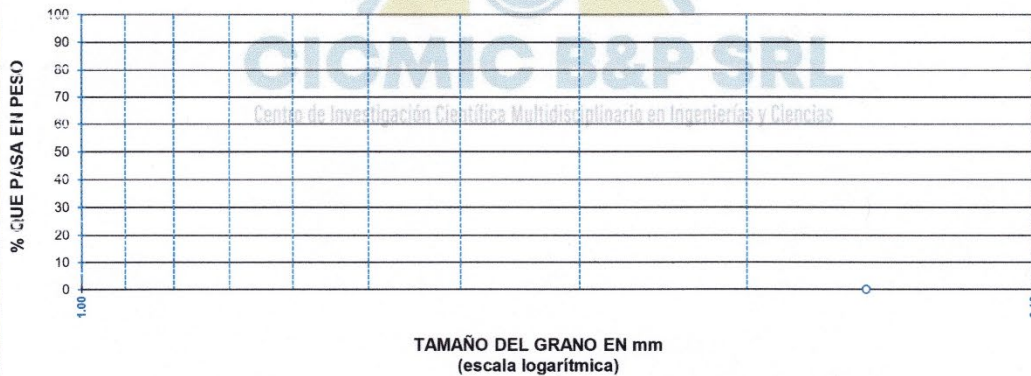 CICMIC B&P SRL
Centro de Investigación Científica Multidisciplinario en Ingenierías y Ciencias
% QUE PASA EN PESO
100
90
80
70
60
50
40
30
20
10
0
1.00
TAMAÑO DEL GRANO EN mm
(escala logarítmica)